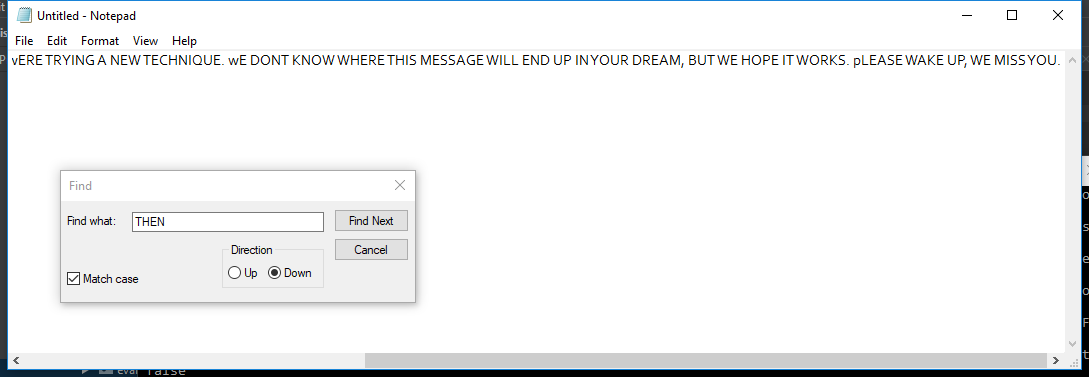 Untitled - Notepad
File Edit Format View Help
vERE TRYING A NEW TECHNIQUE. wE DONT KNOW WHERE THIS MESSAGE WILL END UP IN YOUR DREAM, BUT WE HOPE IT WORKS. pLEASE WAKE UP, WE MISS YOU.
Find
Find what: THEN Find Next
Direction Cancel
Up Down
Match case
eval false